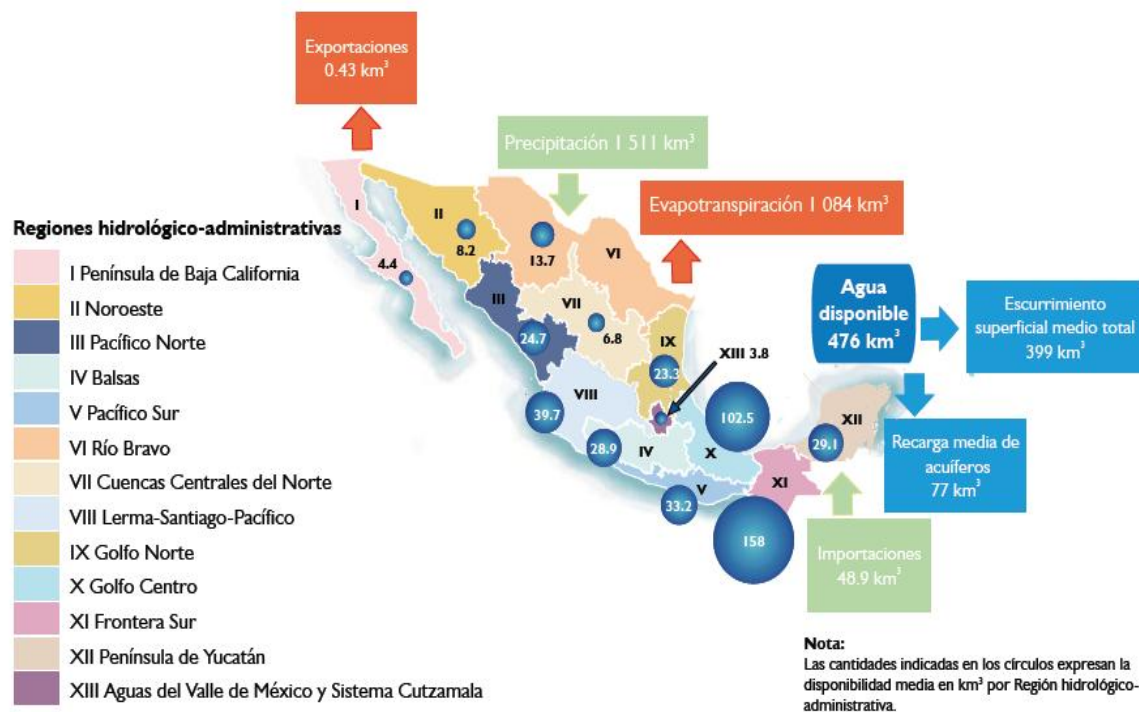 Exportaciones
0.43 km³
Precipitación 1 511 km³
Evapotranspiración 1 084 km³
Regiones hidrológico-administrativas
I Península de Baja California
II Noroeste
III Pacífico Norte
IV Balsas
V Pacífico Sur
VI Río Bravo
VII Cuencas Centrales del Norte
VIII Lerma-Santiago-Pacífico
IX Golfo Norte
X Golfo Centro
XI Frontera Sur
XII Península de Yucatán
XIII Aguas del Valle de México y Sistema Cutzamala
I
4.4
II
8.2
13.7
VI
III
24.7
VII
6.8
IX
23.3
XIII 3.8
VIII
39.7
28.9
IV
102.5
X
V
33.2
XI
158
XII
29.1
Agua
disponible
476 km³
Escurrimiento
superficial medio total
399 km³
Recarga media de
acuíferos
77 km³
Importaciones
48.9 km³
Nota:
Las cantidades indicadas en los círculos expresan la
disponibilidad media en km³ por Región hidrológico-
administrativa.